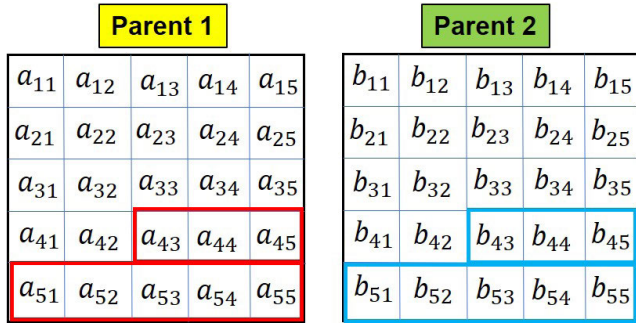 Parent 1 Parent 2
a11 a12 a13 a14 a15 b11 b12 b13 b14 b15
a21 a22 a23 a24 a25 b21 b22 b23 b24 b25
a31 a32 a33 a34 a35 b31 b32 b33 b34 b35
a41 a42 a43 a44 a45 b41 b42 b43 b44 b45
a51 a52 a53 a54 a55 b51 b52 b53 b54 b55